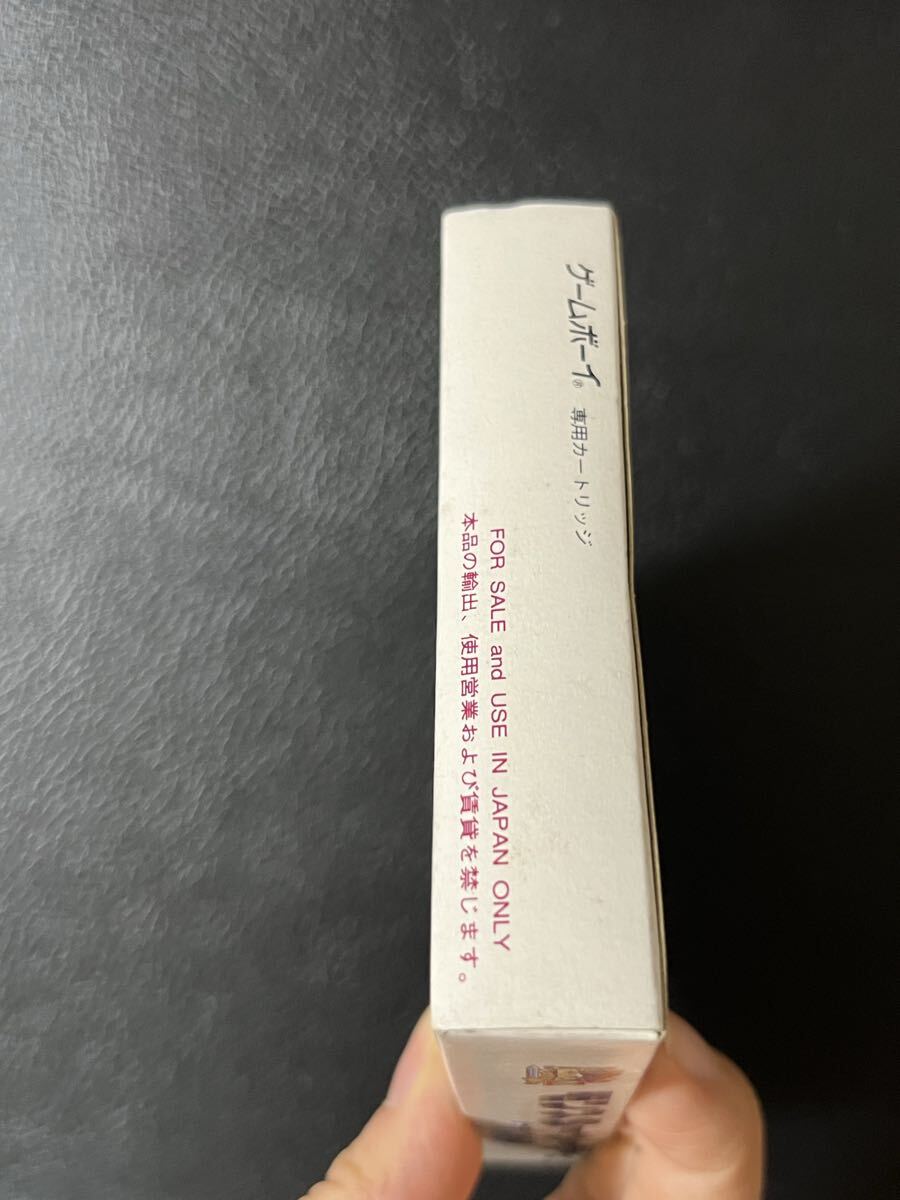 ゲームボーイ® 専用カートリッジ
FOR SALE and USE IN JAPAN ONLY
本品の輸出、使用営業および賃貸を禁じます。